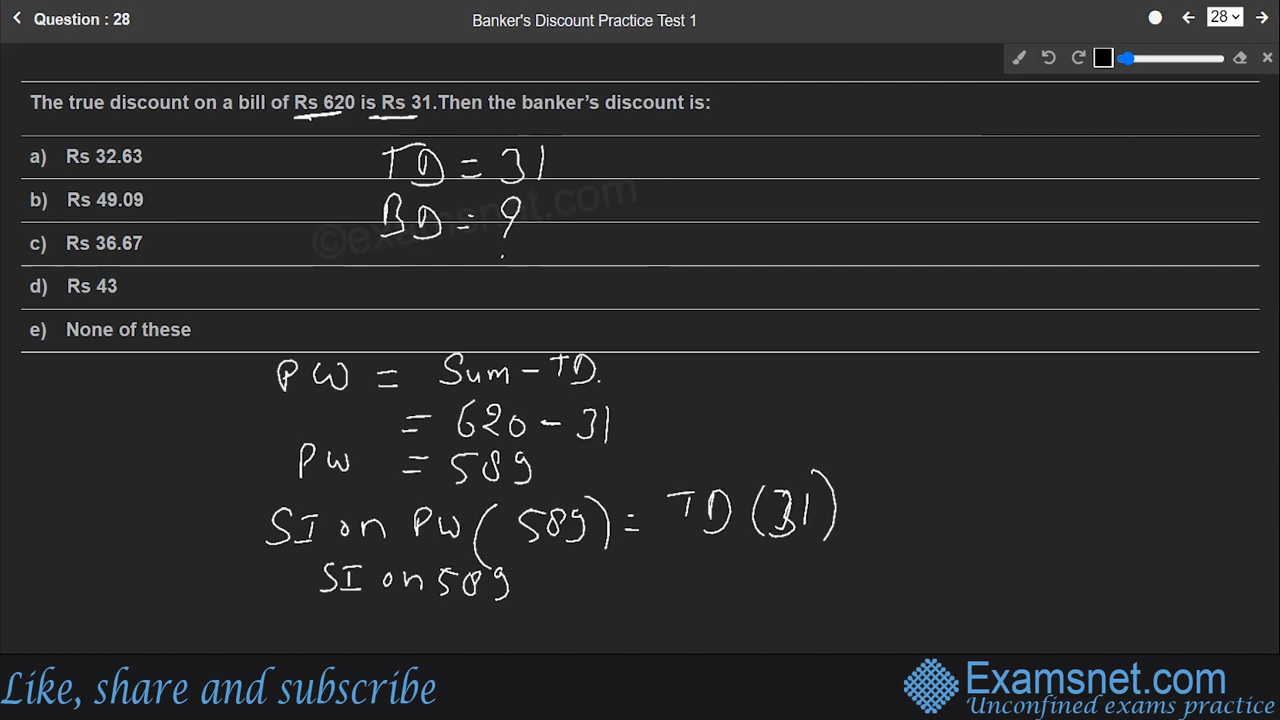 Question : 28
Banker's Discount Practice Test 1
28
The true discount on a bill of Rs 620 is Rs 31.Then the banker’s discount is:
a) Rs 32.63
b) Rs 49.09
c) Rs 36.67
d) Rs 43
e) None of these
TD = 31
BD = ?
©examsnet.com
PW = Sum - TD.
= 620 - 31
PW = 589
SI on PW ( 589) = TD (31)
SI on 589
Like, share and subscribe
Examsnet.com
Unconfined exams practice